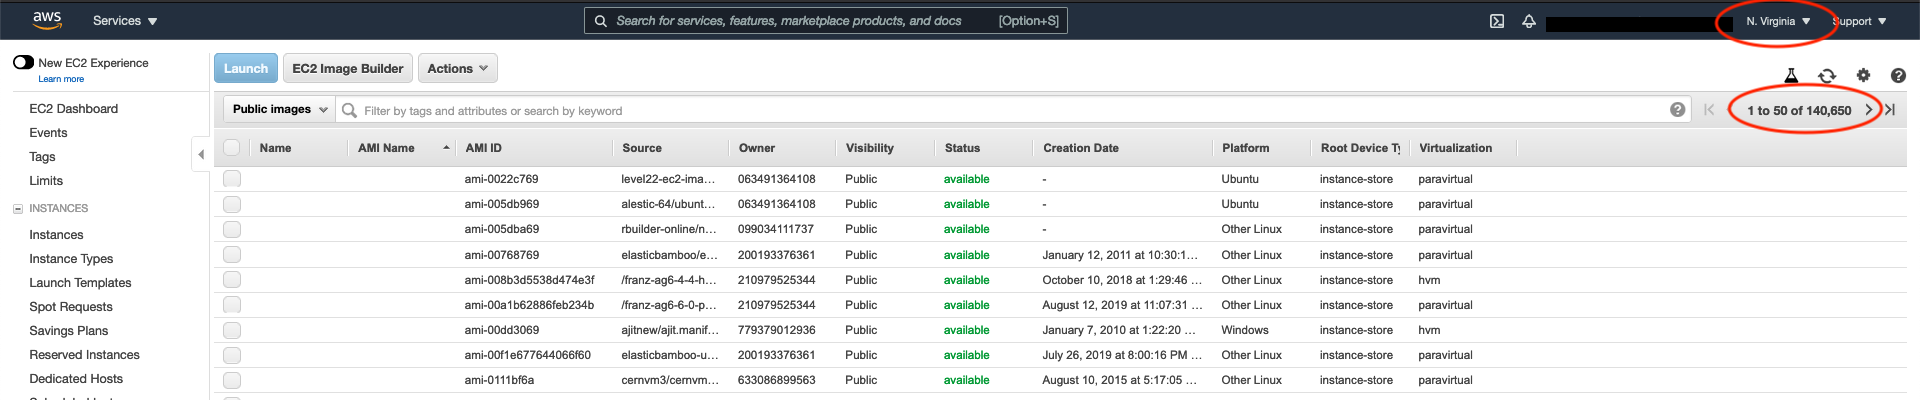 aws Services Search for services, features, marketplace products, and docs [Option+S] N. Virginia Support
New EC2 Experience
Learn more
EC2 Dashboard
Events
Tags
Limits
INSTANCES
Instances
Instance Types
Launch Templates
Spot Requests
Savings Plans
Reserved Instances
Dedicated Hosts
Launch EC2 Image Builder Actions
Public images Filter by tags and attributes or search by keyword 1 to 50 of 140,650
Name AMI Name AMI ID Source Owner Visibility Status Creation Date Platform Root Device Ty Virtualization
ami-0022c769 level22-ec2-ima... 063491364108 Public available - Ubuntu instance-store paravirtual
ami-005db969 alestic-64/ubunt... 063491364108 Public available - Ubuntu instance-store paravirtual
ami-005dba69 rbuilder-online/n... 099034111737 Public available - Other Linux instance-store paravirtual
ami-00768769 elasticbamboo/e... 200193376361 Public available January 12, 2011 at 10:30:1... Other Linux instance-store paravirtual
ami-008b3d5538d474e3f /franz-ag6-4-4-h... 210979525344 Public available October 10, 2018 at 1:29:46 ... Other Linux instance-store hvm
ami-00a1b62886feb234b /franz-ag6-6-0-p... 210979525344 Public available August 12, 2019 at 11:07:31 ... Other Linux instance-store paravirtual
ami-00dd3069 ajitnew/ajit.manif... 779379012936 Public available January 7, 2010 at 1:22:20 ... Windows instance-store hvm
ami-00f1e677644066f60 elasticbamboo-u... 200193376361 Public available July 26, 2019 at 8:00:16 PM ... Other Linux instance-store paravirtual
ami-0111bf6a cernvm3/cernvm... 633086899563 Public available August 10, 2015 at 5:17:05 ... Other Linux instance-store paravirtual